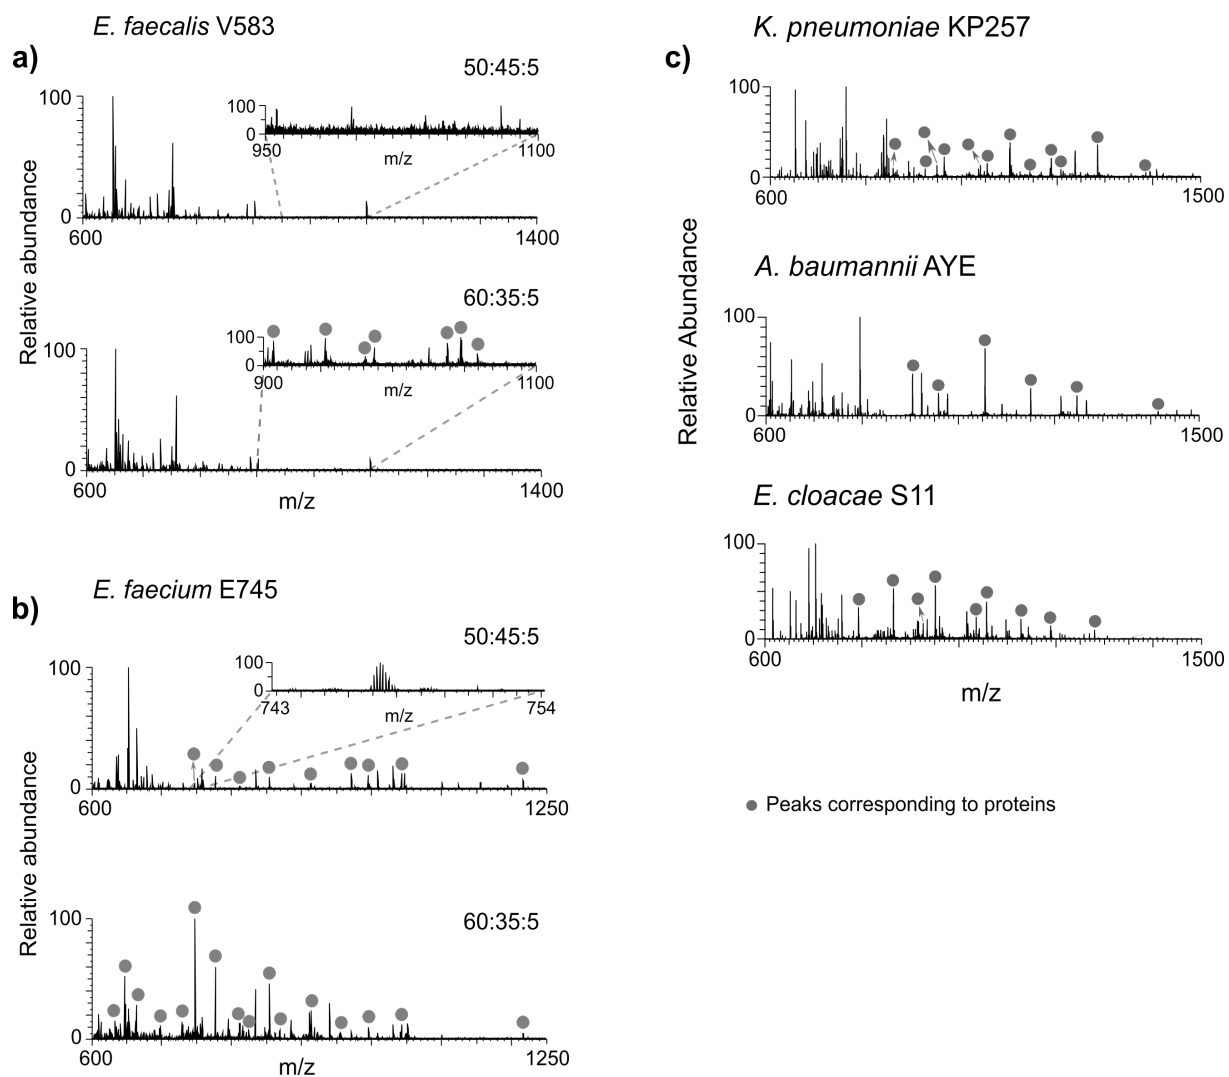 E. faecalis V583
a)
50:45:5
100
0
600
1400
100
0
950
m/z
1100
Relative abundance
60:35:5
100
0
600
1400
m/z
100
0
900
m/z
1100
E. faecium E745
b)
50:45:5
100
0
600
1250
100
0
743
m/z
754
Relative abundance
60:35:5
100
0
600
1250
m/z
K. pneumoniae KP257
c)
100
0
600
1500
A. baumannii AYE
Relative Abundance
100
0
600
1500
E. cloacae S11
100
0
600
1500
m/z
Peaks corresponding to proteins